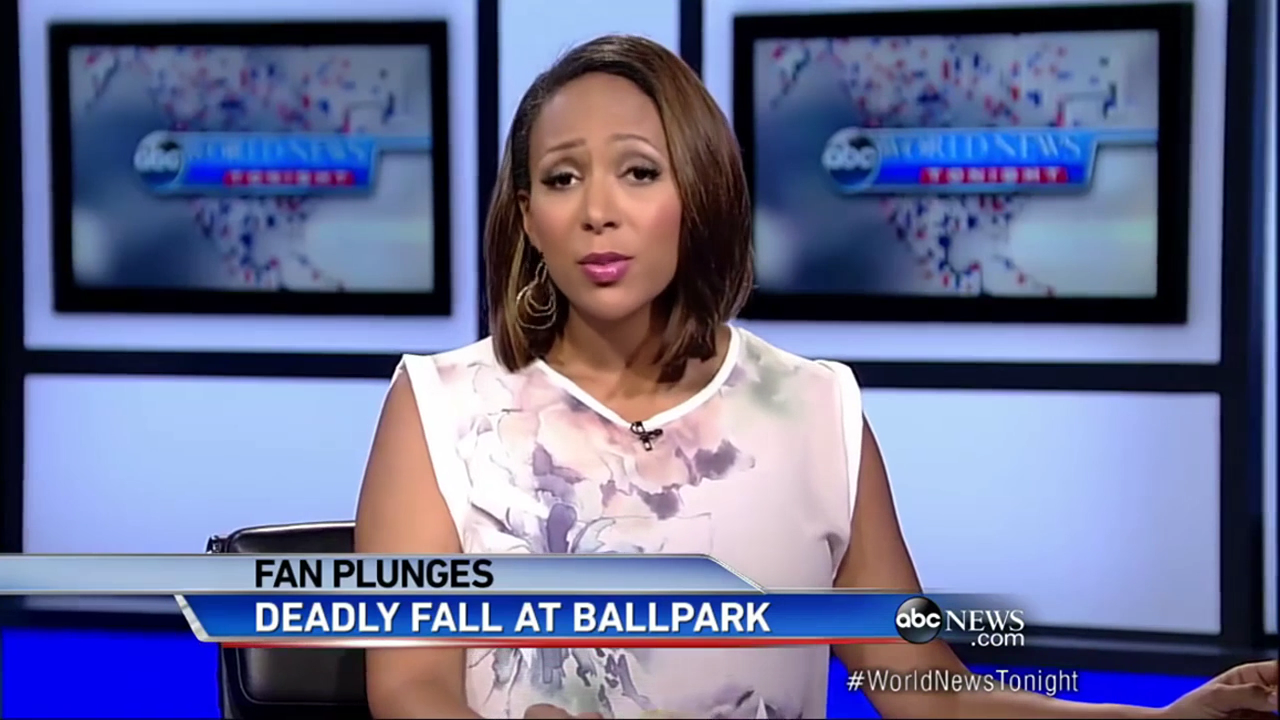 abc WORLD NEWS
TONIGHT
abc WORLD NEWS
TONIGHT
FAN PLUNGES
DEADLY FALL AT BALLPARK
abc NEWS
.com
#WorldNewsTonight